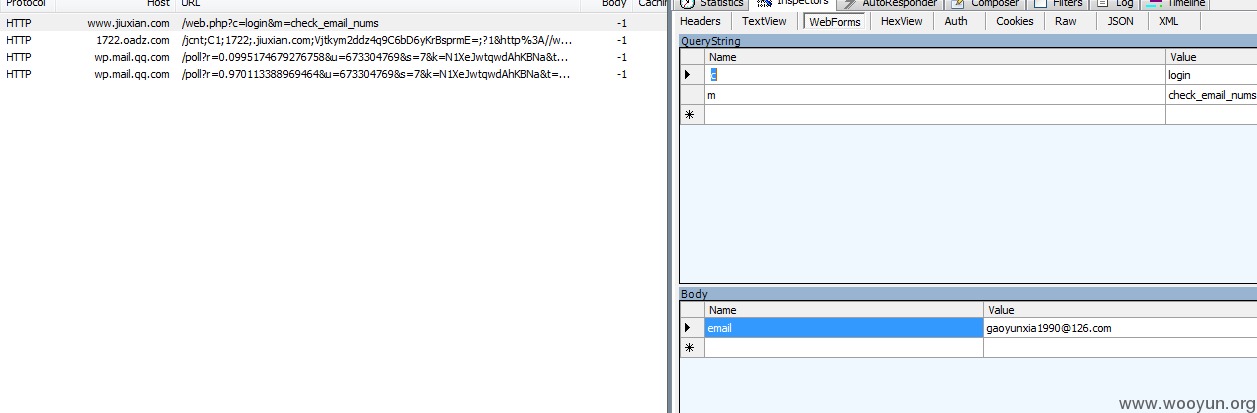 Protocol Host URL Body Cachin
HTTP www.jiuxian.com /web.php?c=login&m=check_email_nums -1
HTTP 1722.oadz.com /jcnt;C1;1722;.jiuxian.com;Vjtkym2ddz4q9C6bD6yKrBsprmE=;?1&http%3A//w... -1
HTTP wp.mail.qq.com /poll?r=0.0995174679276758&u=673304769&s=7&k=N1XeJwtqwdAhKBNa&t... -1
HTTP wp.mail.qq.com /poll?r=0.970113388969464&u=673304769&s=7&k=N1XeJwtqwdAhKBNa&t=... -1
Statistics Inspectors AutoResponder Composer Filters Log Timeline
Headers TextView WebForms HexView Auth Cookies Raw JSON XML
QueryString
Name Value
c login
m check_email_nums
Body
Name Value
email gaoyunxia1990@126.com
www.wooyun.org